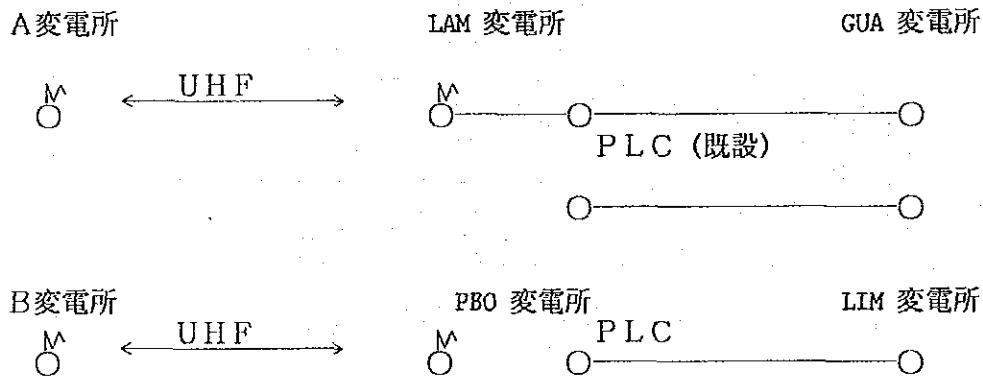 A変電所 LAM 変電所 GUA 変電所
UHF
PLC (既設)
B変電所 PBO 変電所 LIM 変電所
UHF PLC